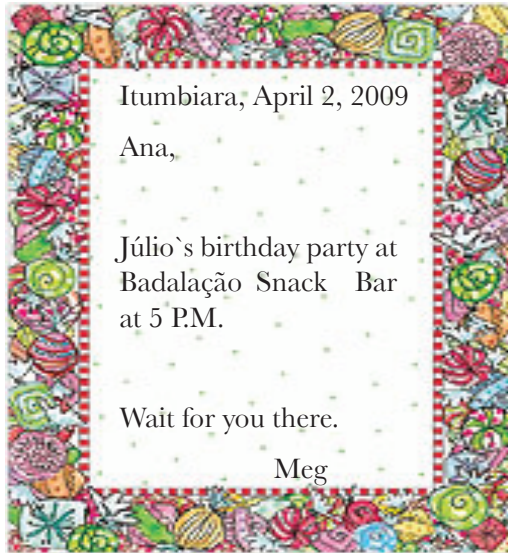 Itumbiara, April 2, 2009
Ana,
Júlio`s birthday party at
Badalação Snack Bar
at 5 P.M.
Wait for you there.
Meg